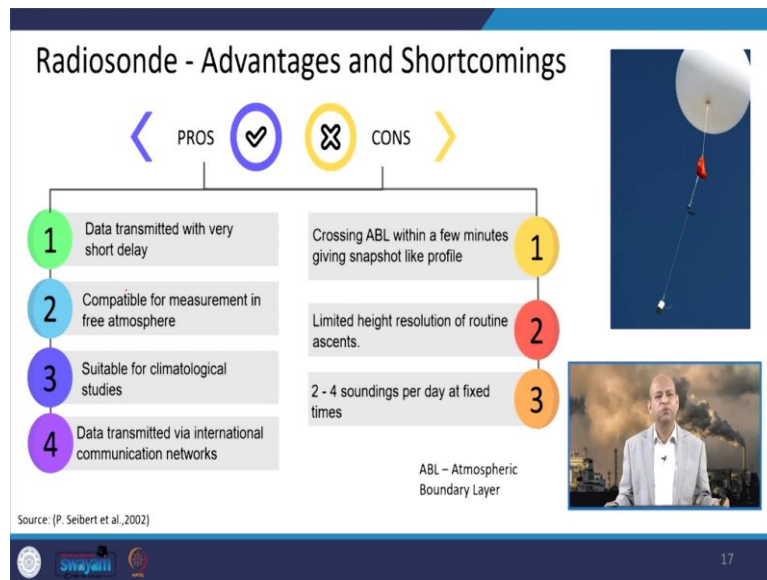 Radiosonde - Advantages and Shortcomings
PROS
CONS
1
Data transmitted with very
short delay
2
Compatible for measurement in
free atmosphere
3
Suitable for climatological
studies
4
Data transmitted via international
communication networks
Crossing ABL within a few minutes
giving snapshot like profile
1
Limited height resolution of routine
ascents.
2
2 - 4 soundings per day at fixed
times
3
ABL – Atmospheric
Boundary Layer
Source: (P. Seibert et al.,2002)
swayam
17